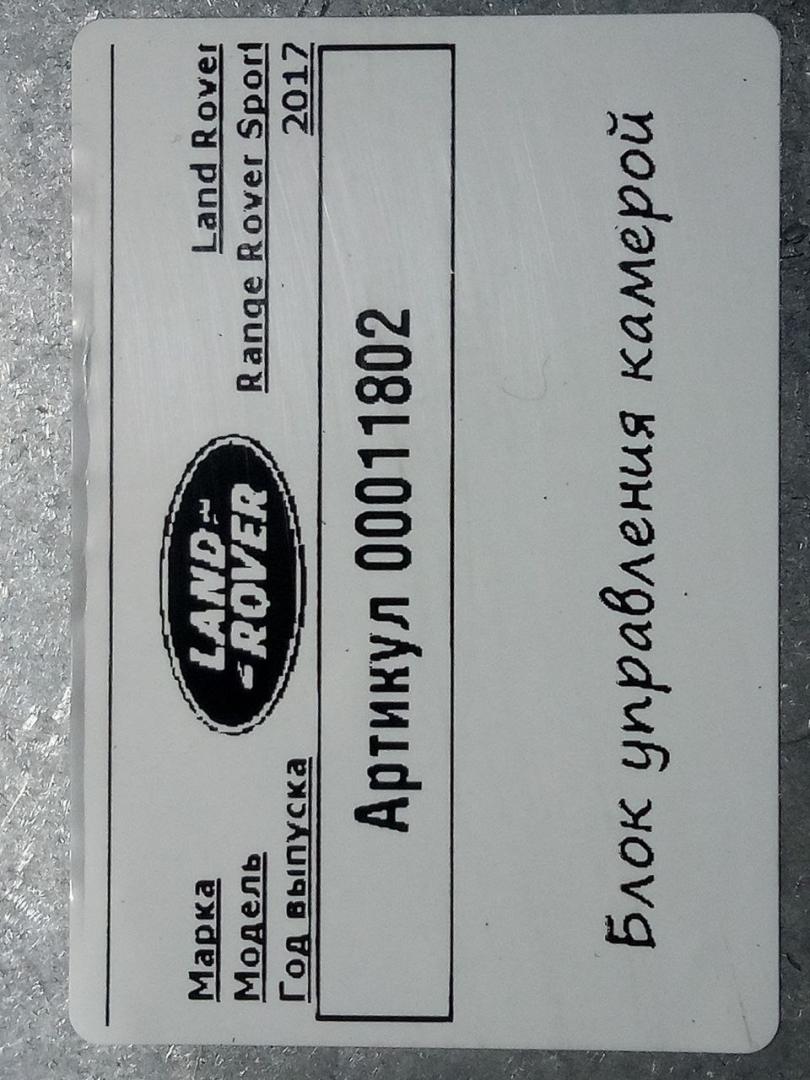 Марка Land Rover
Модель Range Rover Sport
Год выпуска 2017
LAND
ROVER
Артикул 00011802
Блок управления камерой